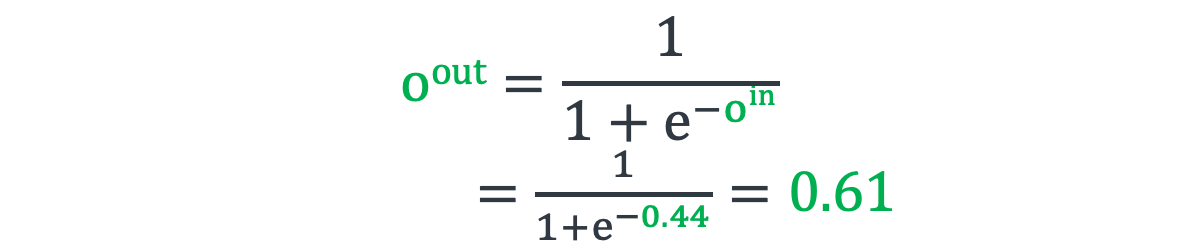 o^out = 1 / (1 + e^−o^in)
= 1 / (1+e^−0.44) = 0.61